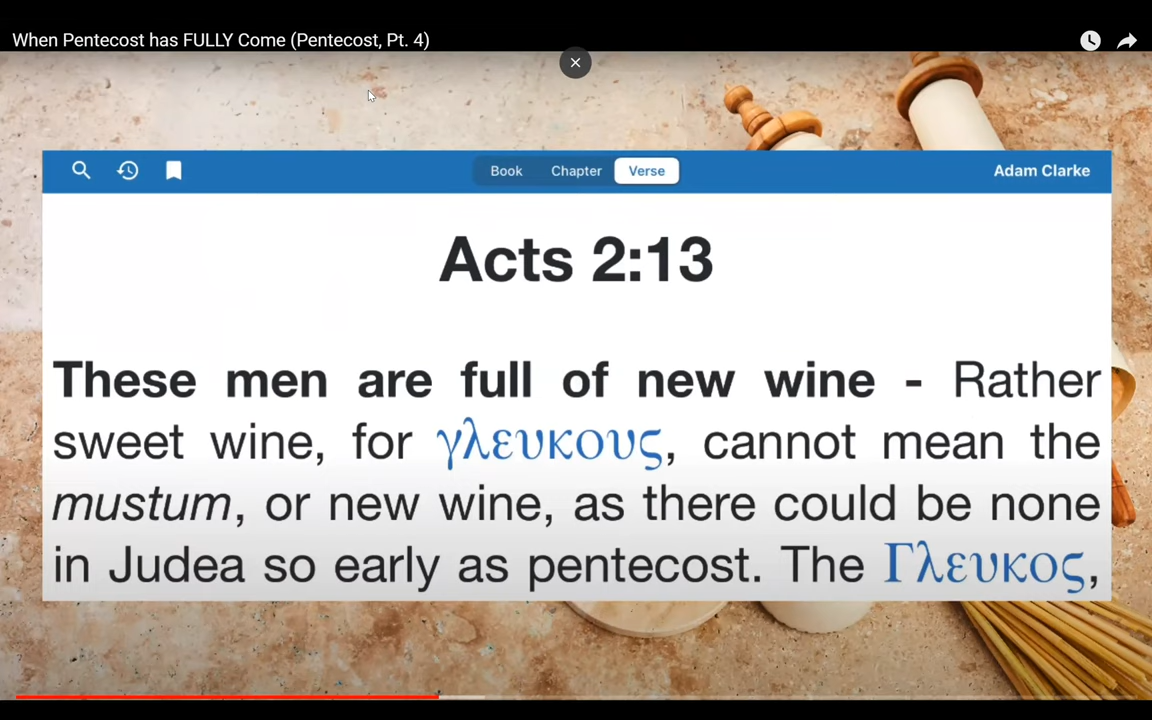 When Pentecost has FULLY Come (Pentecost, Pt. 4)
Book Chapter Verse Adam Clarke
Acts 2:13
These men are full of new wine - Rather
sweet wine, for γλευκους, cannot mean the
mustum, or new wine, as there could be none
in Judea so early as pentecost. The Γλευκος,